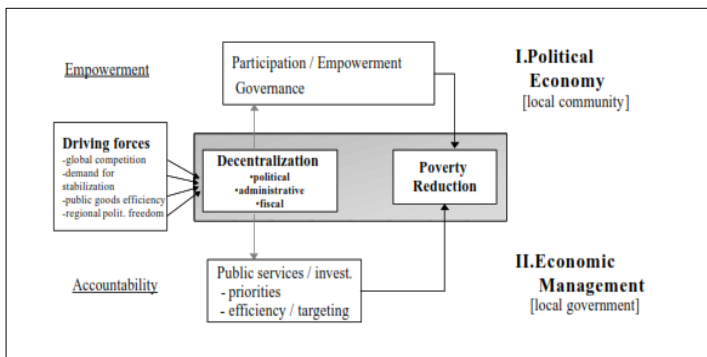 Empowerment
Participation / Empowerment
Governance
I.Political
Economy
[local community]
Driving forces
-global competition
-demand for
stabilization
-public goods efficiency
-regional polit. freedom
Decentralization
•political
•administrative
•fiscal
Poverty
Reduction
Accountability
Public services / invest.
- priorities
- efficiency / targeting
II.Economic
Management
[local government]